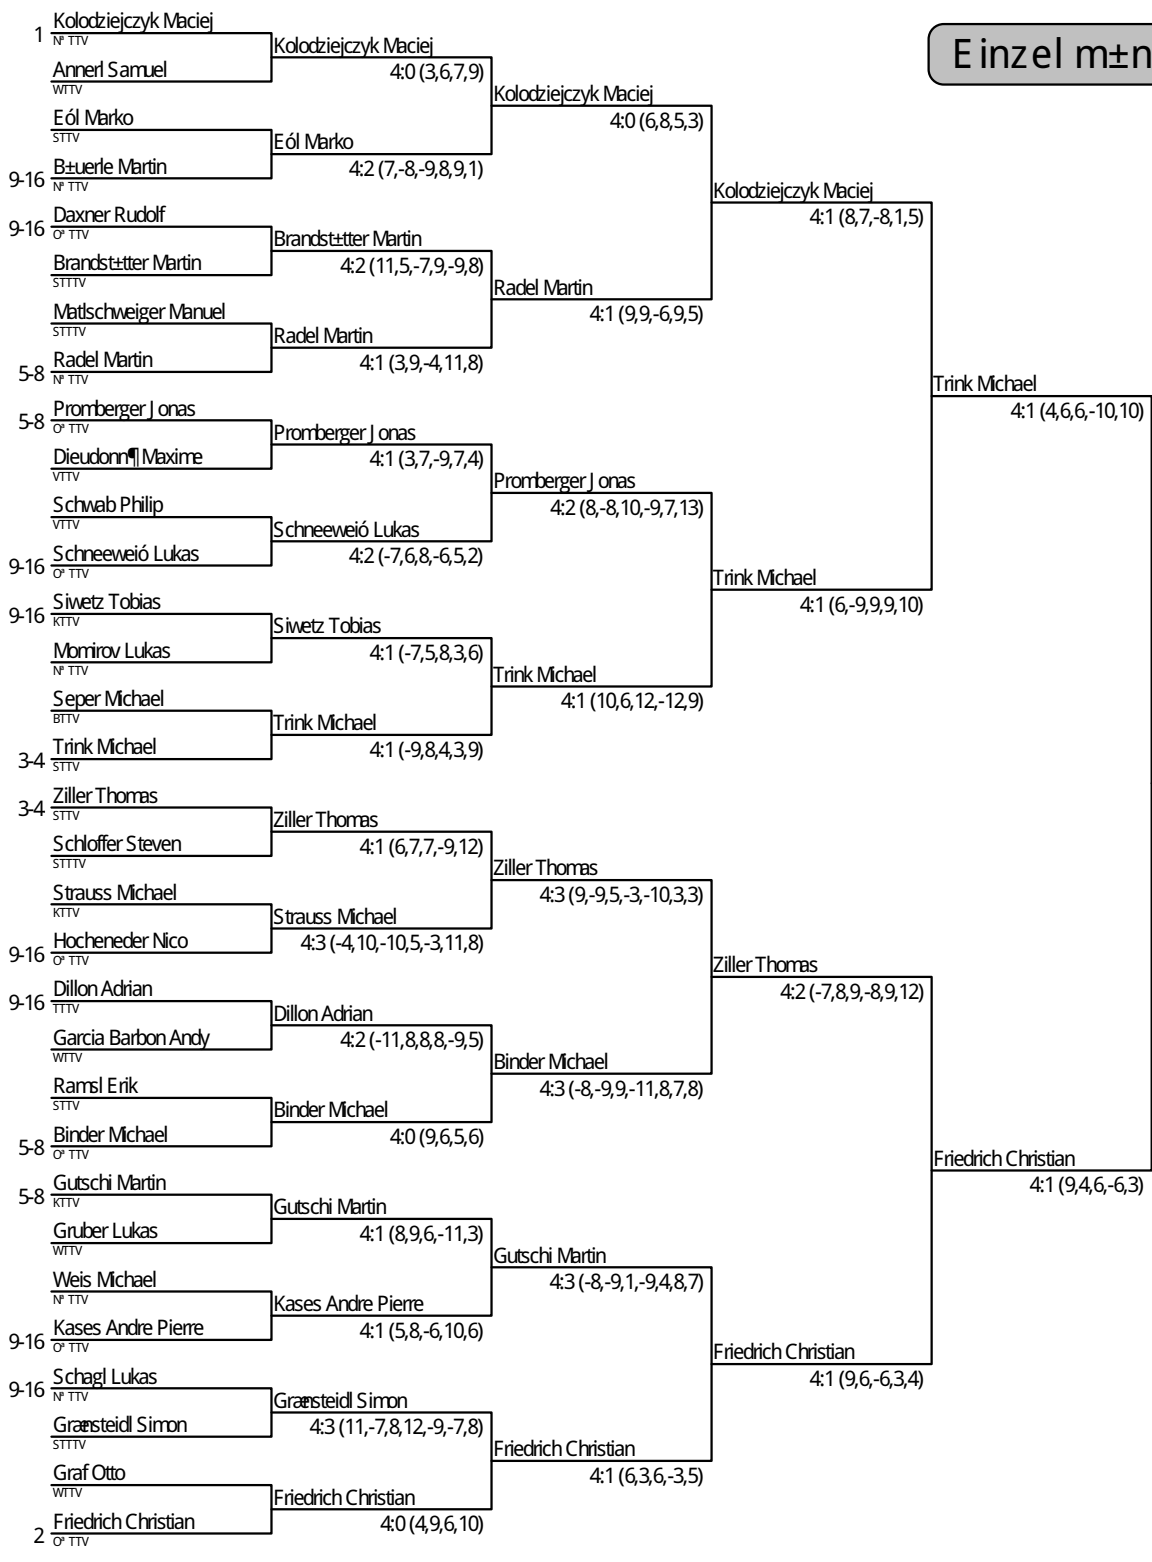 Einzel m±n
1 Kolodziejczyk Maciej
Nª TTV
Annerl Samuel
WTTV
Eól Marko
STTV
9-16 B±uerle Martin
Nª TTV
9-16 Daxner Rudolf
Oª TTV
Brandst±tter Martin
STTTV
Matlschweiger Manuel
STTTV
5-8 Radel Martin
Nª TTV
5-8 Promberger Jonas
Oª TTV
Dieudonn¶ Maxime
VTTV
Schwab Philip
VTTV
9-16 Schneeweió Lukas
Oª TTV
9-16 Siwetz Tobias
KTTV
Momirov Lukas
Nª TTV
Seper Michael
BTTV
3-4 Trink Michael
STTV
3-4 Ziller Thomas
STTV
Schloffer Steven
STTTV
Strauss Michael
KTTV
9-16 Hocheneder Nico
Oª TTV
9-16 Dillon Adrian
TTTV
Garcia Barbon Andy
WTTV
Ramsl Erik
STTV
5-8 Binder Michael
Oª TTV
5-8 Gutschi Martin
KTTV
Gruber Lukas
WTTV
Weis Michael
Nª TTV
9-16 Kases Andre Pierre
Oª TTV
9-16 Schagl Lukas
Nª TTV
Grænsteidl Simon
STTTV
Graf Otto
WTTV
2 Friedrich Christian
Oª TTV
Kolodziejczyk Maciej
4:0 (3,6,7,9)
Eól Marko
4:2 (7,-8,-9,8,9,1)
Brandst±tter Martin
4:2 (11,5,-7,9,-9,8)
Radel Martin
4:1 (3,9,-4,11,8)
Promberger Jonas
4:1 (3,7,-9,7,4)
Schneeweió Lukas
4:2 (-7,6,8,-6,5,2)
Siwetz Tobias
4:1 (-7,5,8,3,6)
Trink Michael
4:1 (-9,8,4,3,9)
Ziller Thomas
4:1 (6,7,7,-9,12)
Strauss Michael
4:3 (-4,10,-10,5,-3,11,8)
Dillon Adrian
4:2 (-11,8,8,8,-9,5)
Binder Michael
4:0 (9,6,5,6)
Gutschi Martin
4:1 (8,9,6,-11,3)
Kases Andre Pierre
4:1 (5,8,-6,10,6)
Grænsteidl Simon
4:3 (11,-7,8,12,-9,-7,8)
Friedrich Christian
4:0 (4,9,6,10)
Kolodziejczyk Maciej
4:0 (6,8,5,3)
Radel Martin
4:1 (9,9,-6,9,5)
Promberger Jonas
4:2 (8,-8,10,-9,7,13)
Trink Michael
4:1 (10,6,12,-12,9)
Ziller Thomas
4:3 (9,-9,5,-3,-10,3,3)
Binder Michael
4:3 (-8,-9,9,-11,8,7,8)
Gutschi Martin
4:3 (-8,-9,1,-9,4,8,7)
Friedrich Christian
4:1 (6,3,6,-3,5)
Kolodziejczyk Maciej
4:1 (8,7,-8,1,5)
Trink Michael
4:1 (6,-9,9,9,10)
Ziller Thomas
4:2 (-7,8,9,-8,9,12)
Friedrich Christian
4:1 (9,6,-6,3,4)
Trink Michael
4:1 (4,6,6,-10,10)
Friedrich Christian
4:1 (9,4,6,-6,3)